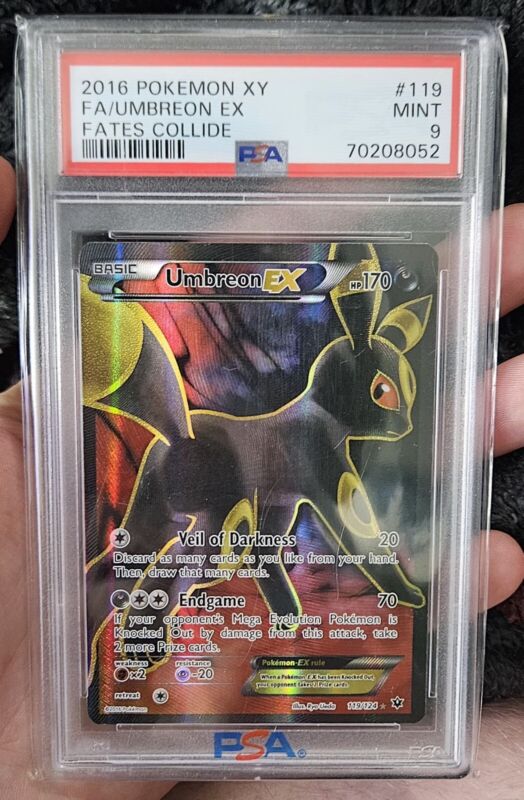 2016 POKEMON XY #119
FA/UMBREON EX MINT
FATES COLLIDE 9
PSA 70208052
BASIC Umbreon EX HP 170
Veil of Darkness 20
Discard as many cards as you like from your hand.
Then, draw that many cards.
Endgame 70
If your opponent's Mega Evolution Pokémon is
Knocked Out by damage from this attack, take
2 more Prize cards.
weakness resistance
×2 -20
Pokémon-EX rule
When a Pokémon-EX has been Knocked Out,
your opponent takes 2 Prize cards.
retreat
©2016 Pokémon Illus. Ryo Ueda 119/124
PSA
PSA